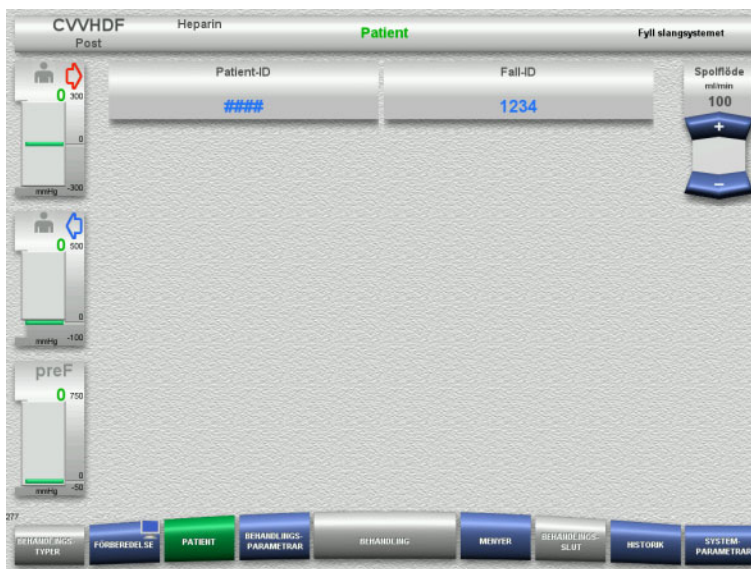 CVVHDF
Post
Heparin
Patient
Fyll slangsystemet
0
300
0
mmHg
-300
Patient-ID
####
Fall-ID
1234
Spolflöde
ml/min
100
+
–
0
500
0
mmHg
-100
preF
0
750
0
mmHg
-50
277
BEHANDLINGS-
TYPER
FÖRBEREDELSE
PATIENT
BEHANDLINGS-
PARAMETRAR
BEHANDLING
MENYER
BEHANDLINGS-
SLUT
HISTORIK
SYSTEM-
PARAMETRAR